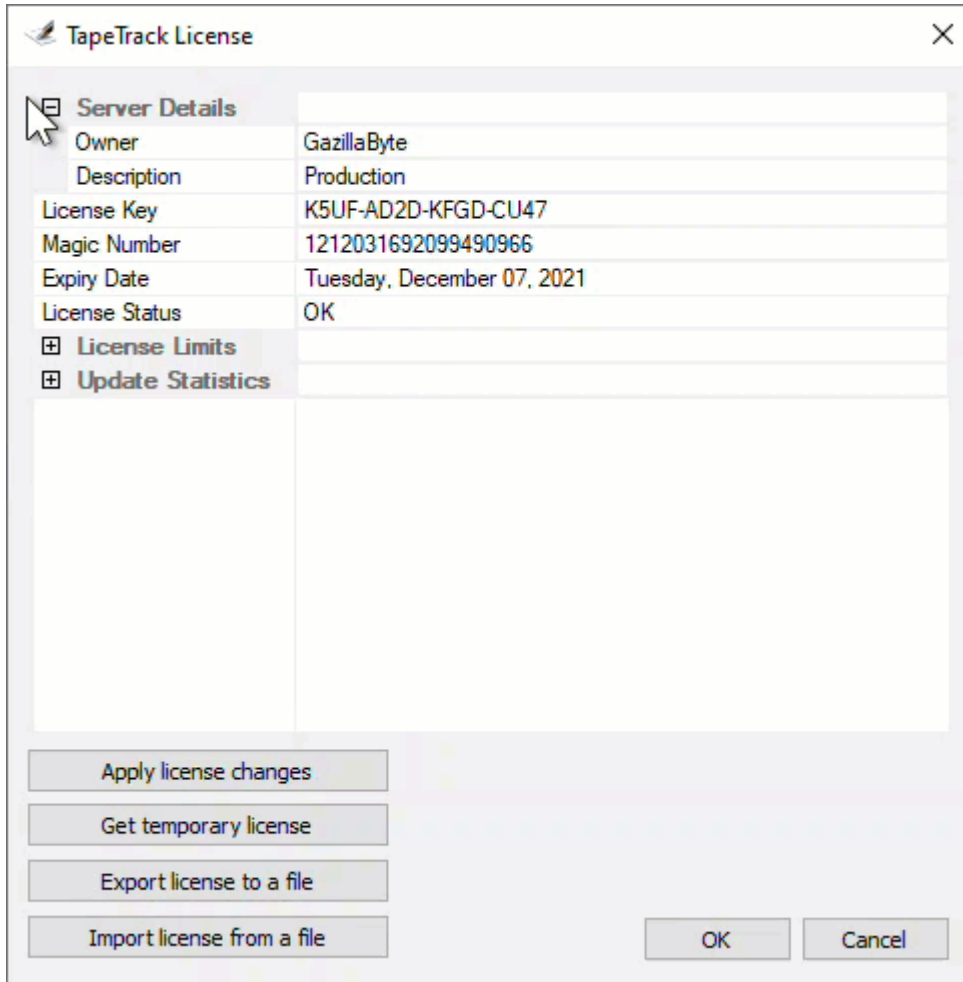 TapeTrack License
Server Details
Owner GazillaByte
Description Production
License Key K5UF-AD2D-KFGD-CU47
Magic Number 1212031692099490966
Expiry Date Tuesday, December 07, 2021
License Status OK
License Limits
Update Statistics
Apply license changes
Get temporary license
Export license to a file
Import license from a file
OK Cancel